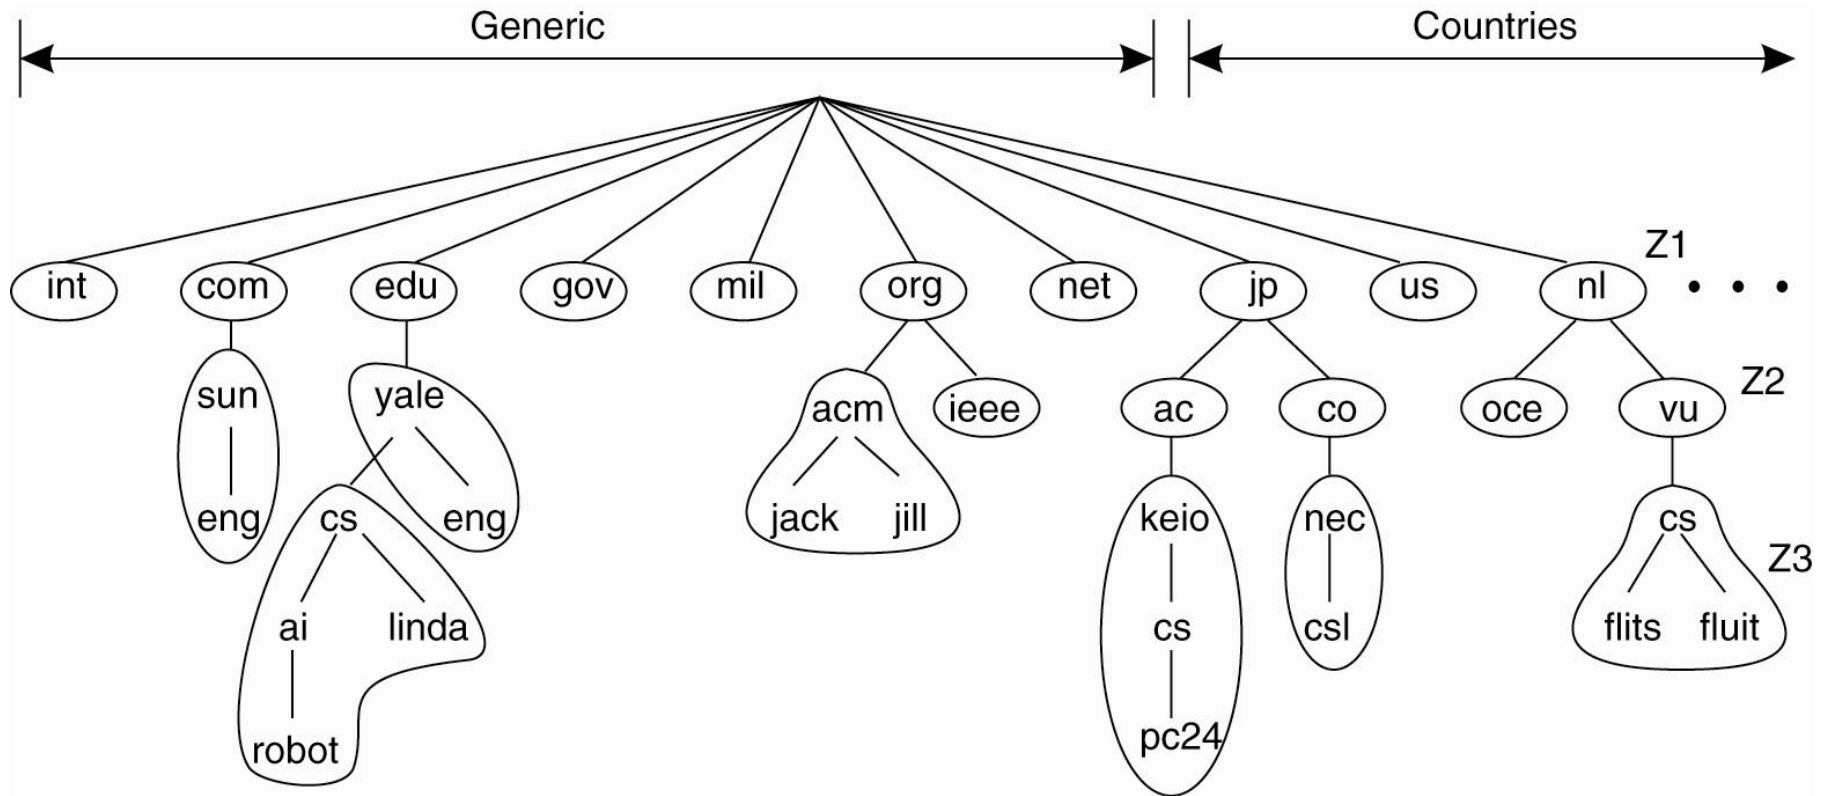 Generic Countries
Z1
int com edu gov mil org net jp us nl • • •
Z2
sun yale acm ieee ac co oce vu
eng cs eng jack jill keio nec cs
Z3
ai linda cs csl flits fluit
robot pc24